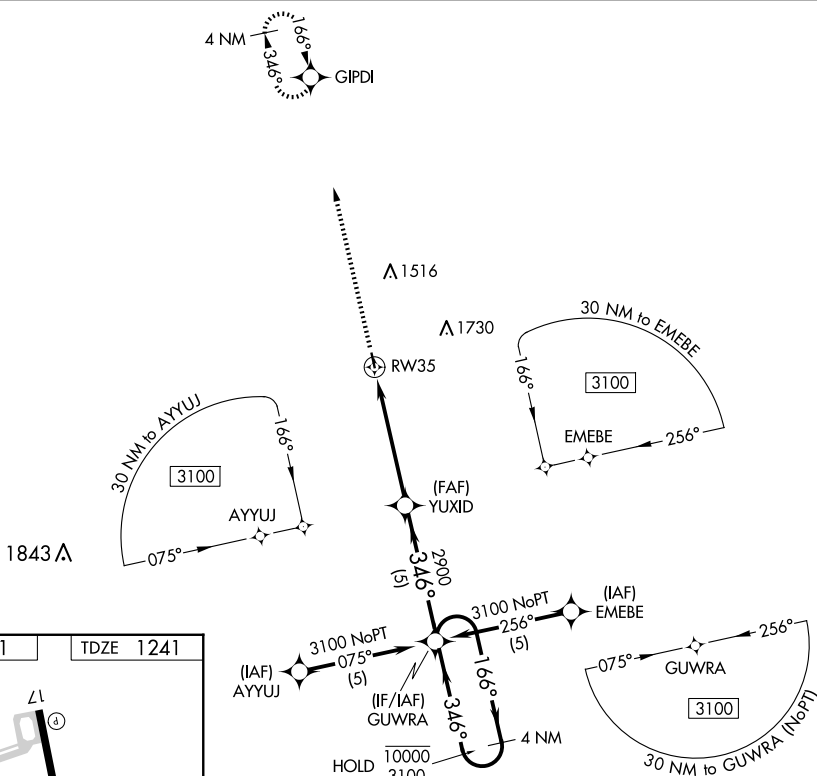 4 NM
166°
346°
GIPDI
1516
1730
RW35
30 NM to EMEBE
166°
3100
EMEBE
256°
30 NM to AYYUJ
166°
3100
AYYUJ
075°
1843
(FAF)
YUXID
346°
2900
(5)
3100 NoPT
256°
(5)
(IAF)
EMEBE
3100 NoPT
075°
(5)
(IAF)
AYYUJ
(IF/IAF)
GUWRA
166°
346°
4 NM
HOLD
10000
3100
075°
256°
GUWRA
3100
30 NM to GUWRA (NoPT)
1
TDZE 1241
17
P